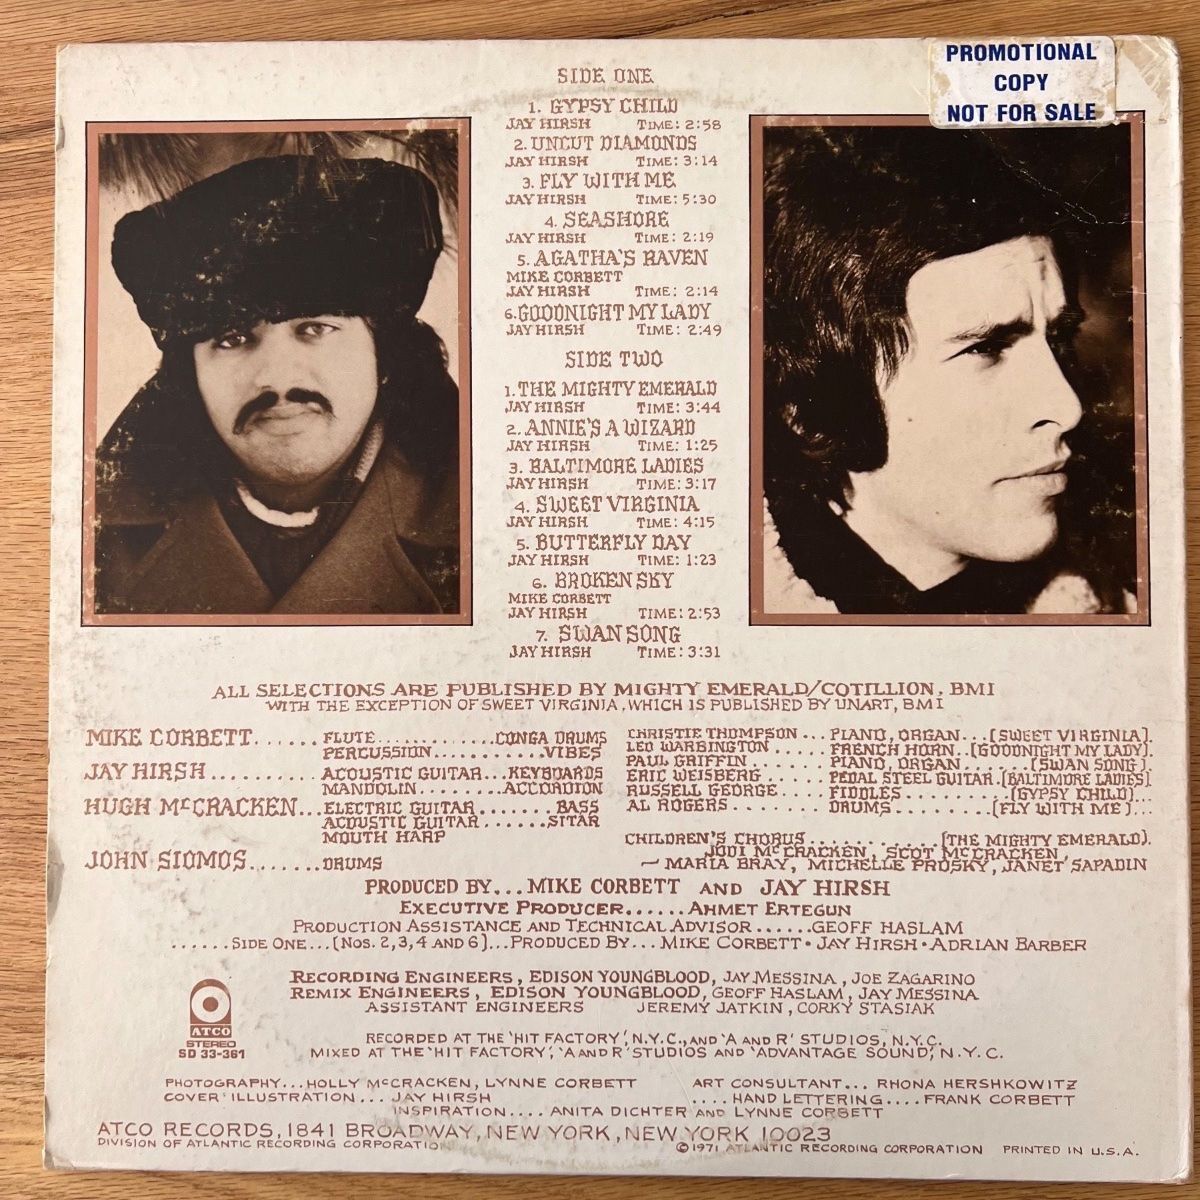 PROMOTIONAL
COPY
NOT FOR SALE
SIDE ONE
1. GYPSY CHILD
JAY HIRSH TIME: 2:58
2. UNCUT DIAMONDS
JAY HIRSH TIME: 3:14
3. FLY WITH ME
JAY HIRSH TIME: 5:30
4. SEASHORE
JAY HIRSH TIME: 2:19
5. AGATHA'S RAVEN
MIKE CORBETT
JAY HIRSH TIME: 2:14
6. GOODNIGHT MY LADY
JAY HIRSH TIME: 2:49
SIDE TWO
1. THE MIGHTY EMERALD
JAY HIRSH TIME: 3:44
2. ANNIE'S A WIZARD
JAY HIRSH TIME: 1:25
3. BALTIMORE LADIES
JAY HIRSH TIME: 3:17
4. SWEET VIRGINIA
JAY HIRSH TIME: 4:15
5. BUTTERFLY DAY
JAY HIRSH TIME: 1:23
6. BROKEN SKY
MIKE CORBETT
JAY HIRSH TIME: 2:53
7. SWAN SONG
JAY HIRSH TIME: 3:31
ALL SELECTIONS ARE PUBLISHED BY MIGHTY EMERALD/COTILLION, BMI
WITH THE EXCEPTION OF SWEET VIRGINIA, WHICH IS PUBLISHED BY UNART, BMI
MIKE CORBETT...... FLUTE............CONGA DRUMS
PERCUSSION............VIBES
JAY HIRSH.......... ACOUSTIC GUITAR...KEYBOARDS
MANDOLIN........ACCORDION
HUGH McCRACKEN... ELECTRIC GUITAR........BASS
ACOUSTIC GUITAR......SITAR
MOUTH HARP
JOHN SIOMOS....... DRUMS
CHRISTIE THOMPSON... PIANO, ORGAN...(SWEET VIRGINIA).
LEO WARBINGTON...... FRENCH HORN..(GOODNIGHT MY LADY).
PAUL GRIFFIN....... PIANO, ORGAN.......(SWAN SONG).
ERIC WEISBERG...... PEDAL STEEL GUITAR.(BALTIMORE LADIES)
RUSSELL GEORGE..... FIDDLES..........(GYPSY CHILD)...
AL ROGERS......... DRUMS..........(FLY WITH ME)...
CHILDREN'S CHORUS............(THE MIGHTY EMERALD).
JODI McCRACKEN, SCOT McCRACKEN,
~ MARIA BRAY, MICHELLE PROSKY, JANET SAPADIN
PRODUCED BY... MIKE CORBETT AND JAY HIRSH
EXECUTIVE PRODUCER......AHMET ERTEGUN
PRODUCTION ASSISTANCE AND TECHNICAL ADVISOR......GEOFF HASLAM
......SIDE ONE...(NOS. 2, 3, 4 AND 6)...PRODUCED BY... MIKE CORBETT • JAY HIRSH • ADRIAN BARBER
RECORDING ENGINEERS, EDISON YOUNGBLOOD, JAY MESSINA, JOE ZAGARINO
REMIX ENGINEERS, EDISON YOUNGBLOOD, GEOFF HASLAM, JAY MESSINA
ASSISTANT ENGINEERS JEREMY JATKIN, CORKY STASIAK
ATCO
STEREO
SD 33-361
RECORDED AT THE 'HIT FACTORY', N.Y.C., AND 'A AND R' STUDIOS, N.Y.C.
MIXED AT THE 'HIT FACTORY', 'A AND R' STUDIOS AND 'ADVANTAGE SOUND', N.Y.C.
PHOTOGRAPHY... HOLLY McCRACKEN, LYNNE CORBETT
COVER ILLUSTRATION... JAY HIRSH
ART CONSULTANT... RHONA HERSHKOWITZ
....HAND LETTERING.... FRANK CORBETT
INSPIRATION.... ANITA DICHTER AND LYNNE CORBETT
ATCO RECORDS, 1841 BROADWAY, NEW YORK, NEW YORK 10023
DIVISION OF ATLANTIC RECORDING CORPORATION
©1971 ATLANTIC RECORDING CORPORATION PRINTED IN U.S.A.